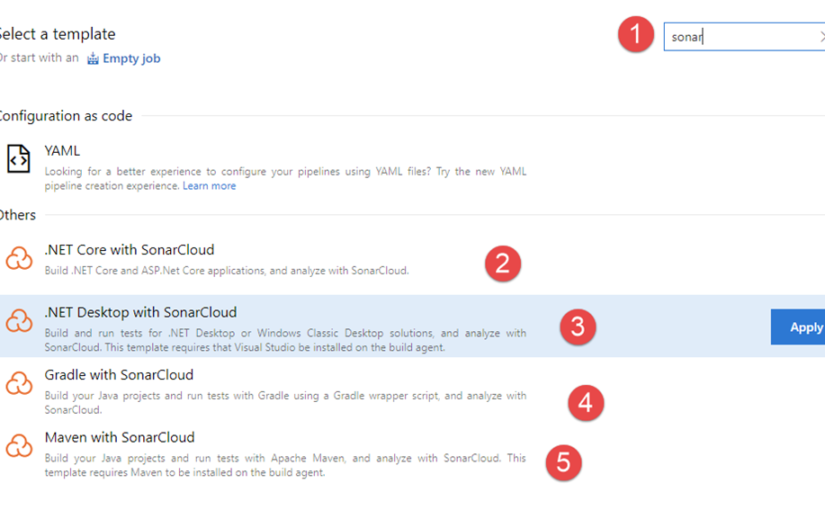 Select a template
1
sonar
Or start with an Empty job
Configuration as code
YAML
Looking for a better experience to configure your pipelines using YAML files? Try the new YAML
pipeline creation experience. Learn more
Others
.NET Core with SonarCloud
2
Build .NET Core and ASP.Net Core applications, and analyze with SonarCloud.
.NET Desktop with SonarCloud
3
Apply
Build and run tests for .NET Desktop or Windows Classic Desktop solutions, and analyze with
SonarCloud. This template requires that Visual Studio be installed on the build agent.
Gradle with SonarCloud
Build your Java projects and run tests with Gradle using a Gradle wrapper script, and analyze with
4
SonarCloud.
Maven with SonarCloud
Build your Java projects and run tests with Apache Maven, and analyze with SonarCloud. This
5
template requires Maven to be installed on the build agent.